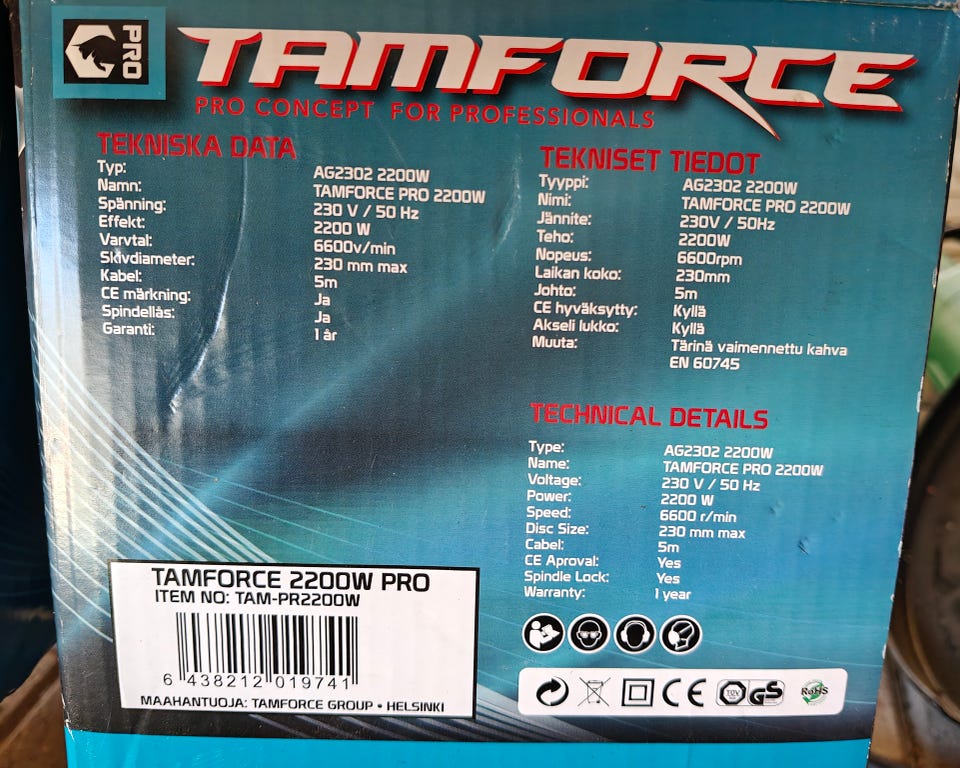 PRO
TAMFORCE
PRO CONCEPT FOR PROFESSIONALS
TEKNISKA DATA
Typ: AG2302 2200W
Namn: TAMFORCE PRO 2200W
Spänning: 230 V / 50 Hz
Effekt: 2200 W
Varvtal: 6600v/min
Skivdiameter: 230 mm max
Kabel: 5m
CE märkning: Ja
Spindellås: Ja
Garanti: 1 år
TEKNISET TIEDOT
Tyyppi: AG2302 2200W
Nimi: TAMFORCE PRO 2200W
Jännite: 230V / 50Hz
Teho: 2200W
Nopeus: 6600rpm
Laikan koko: 230mm
Johto: 5m
CE hyväksytty: Kyllä
Akseli lukko: Kyllä
Muuta: Tärinä vaimennettu kahva
EN 60745
TECHNICAL DETAILS
Type: AG2302 2200W
Name: TAMFORCE PRO 2200W
Voltage: 230 V / 50 Hz
Power: 2200 W
Speed: 6600 r/min
Disc Size: 230 mm max
Cabel: 5m
CE Aproval: Yes
Spindle Lock: Yes
Warranty: 1 year
TAMFORCE 2200W PRO
ITEM NO: TAM-PR2200W
6 438212 019741
MAAHANTUOJA: TAMFORCE GROUP • HELSINKI
CE TÜV GS RoHS